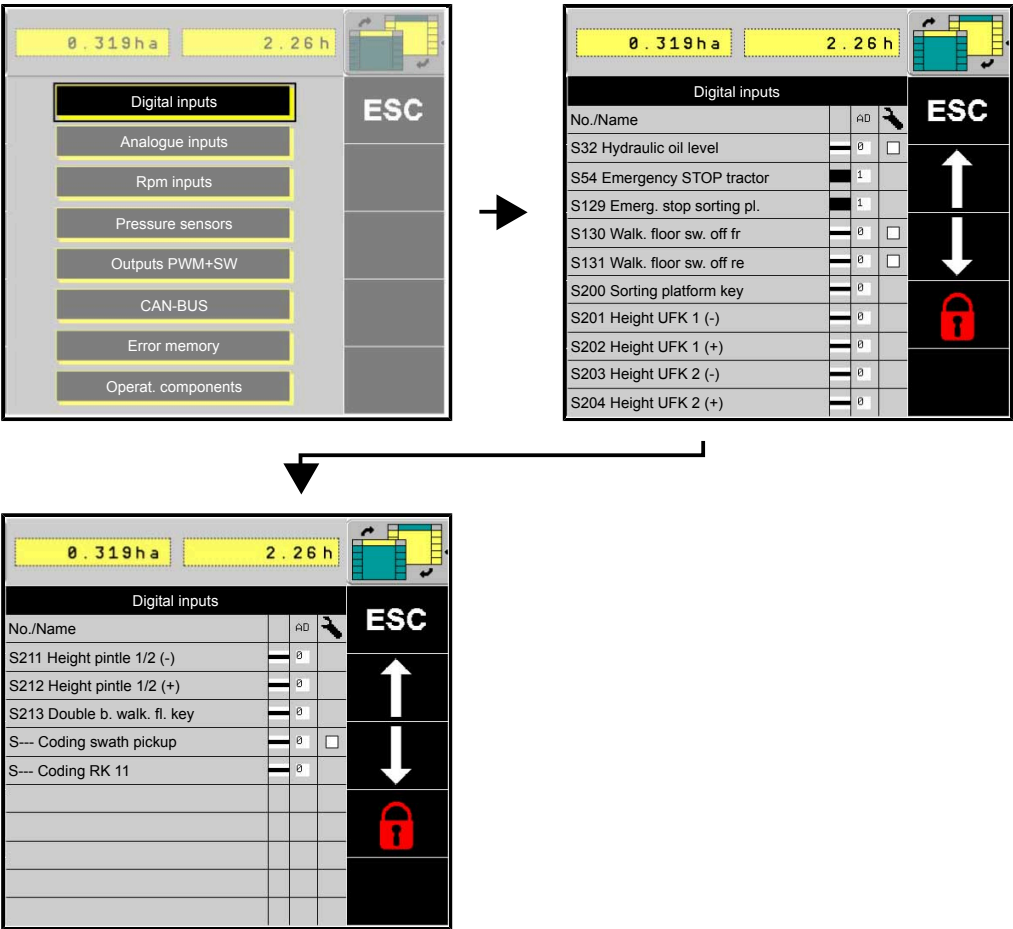 0.319ha 2.26h
Digital inputs
ESC
Analogue inputs
Rpm inputs
Pressure sensors
Outputs PWM+SW
CAN-BUS
Error memory
Operat. components
0.319ha 2.26h
Digital inputs
ESC
No./Name AD
S32 Hydraulic oil level 0
S54 Emergency STOP tractor 1
S129 Emerg. stop sorting pl. 1
S130 Walk. floor sw. off fr 0
S131 Walk. floor sw. off re 0
S200 Sorting platform key 0
S201 Height UFK 1 (-) 0
S202 Height UFK 1 (+) 0
S203 Height UFK 2 (-) 0
S204 Height UFK 2 (+) 0
0.319ha 2.26h
Digital inputs
ESC
No./Name AD
S211 Height pintle 1/2 (-) 0
S212 Height pintle 1/2 (+) 0
S213 Double b. walk. fl. key 0
S--- Coding swath pickup 0
S--- Coding RK 11 0